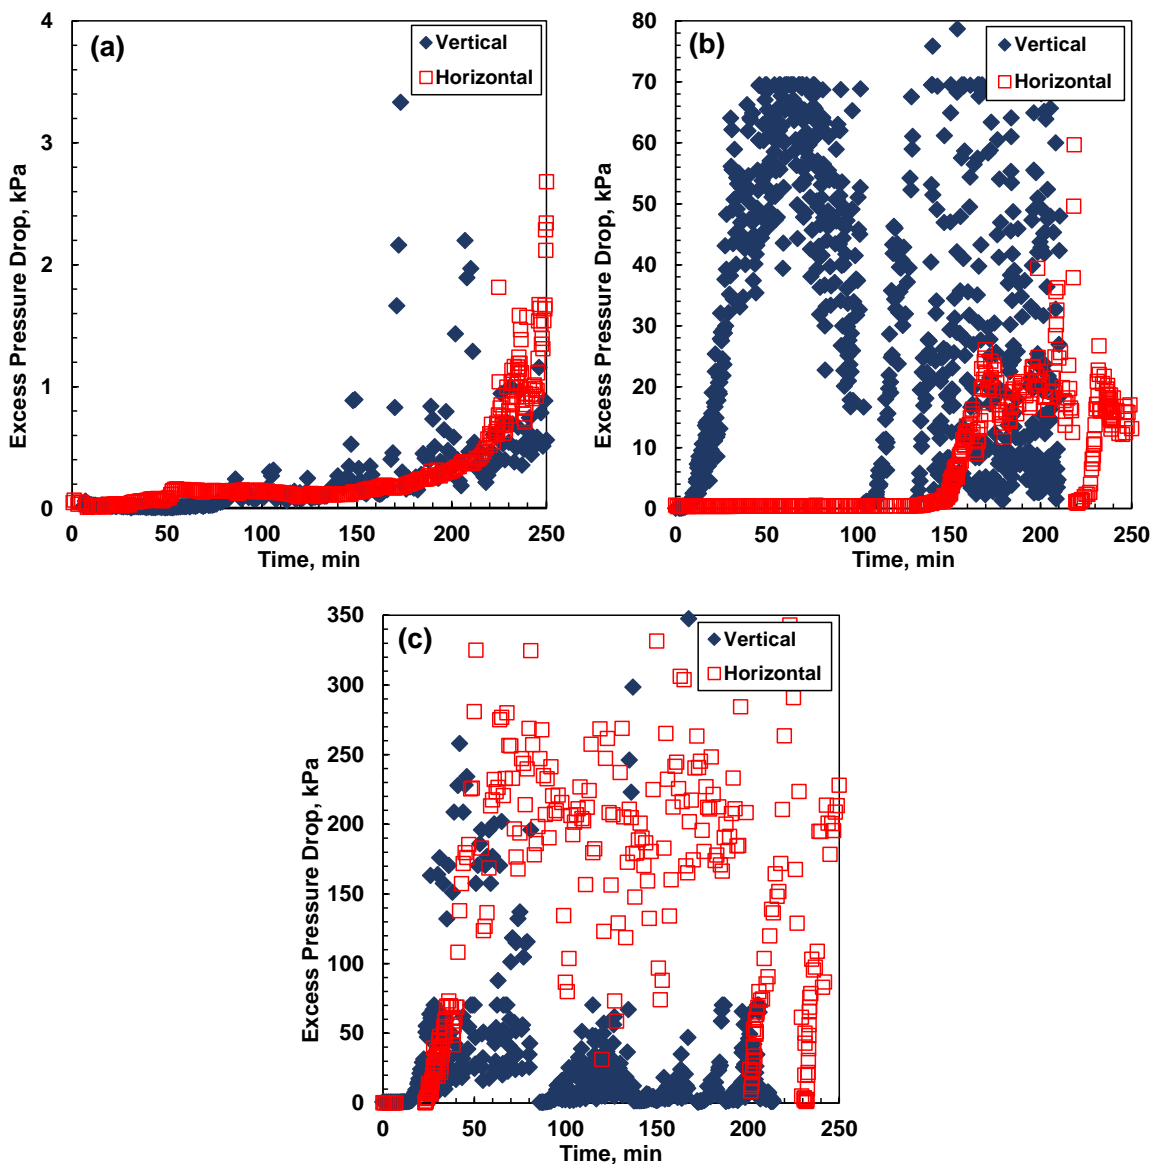 (a)
Vertical
Horizontal
Excess Pressure Drop, kPa
4
3
2
1
0
0 50 100 150 200 250
Time, min
(b)
Vertical
Horizontal
Excess Pressure Drop, kPa
80
70
60
50
40
30
20
10
0
0 50 100 150 200 250
Time, min
(c)
Vertical
Horizontal
Excess Pressure Drop, kPa
350
300
250
200
150
100
50
0
0 50 100 150 200 250
Time, min